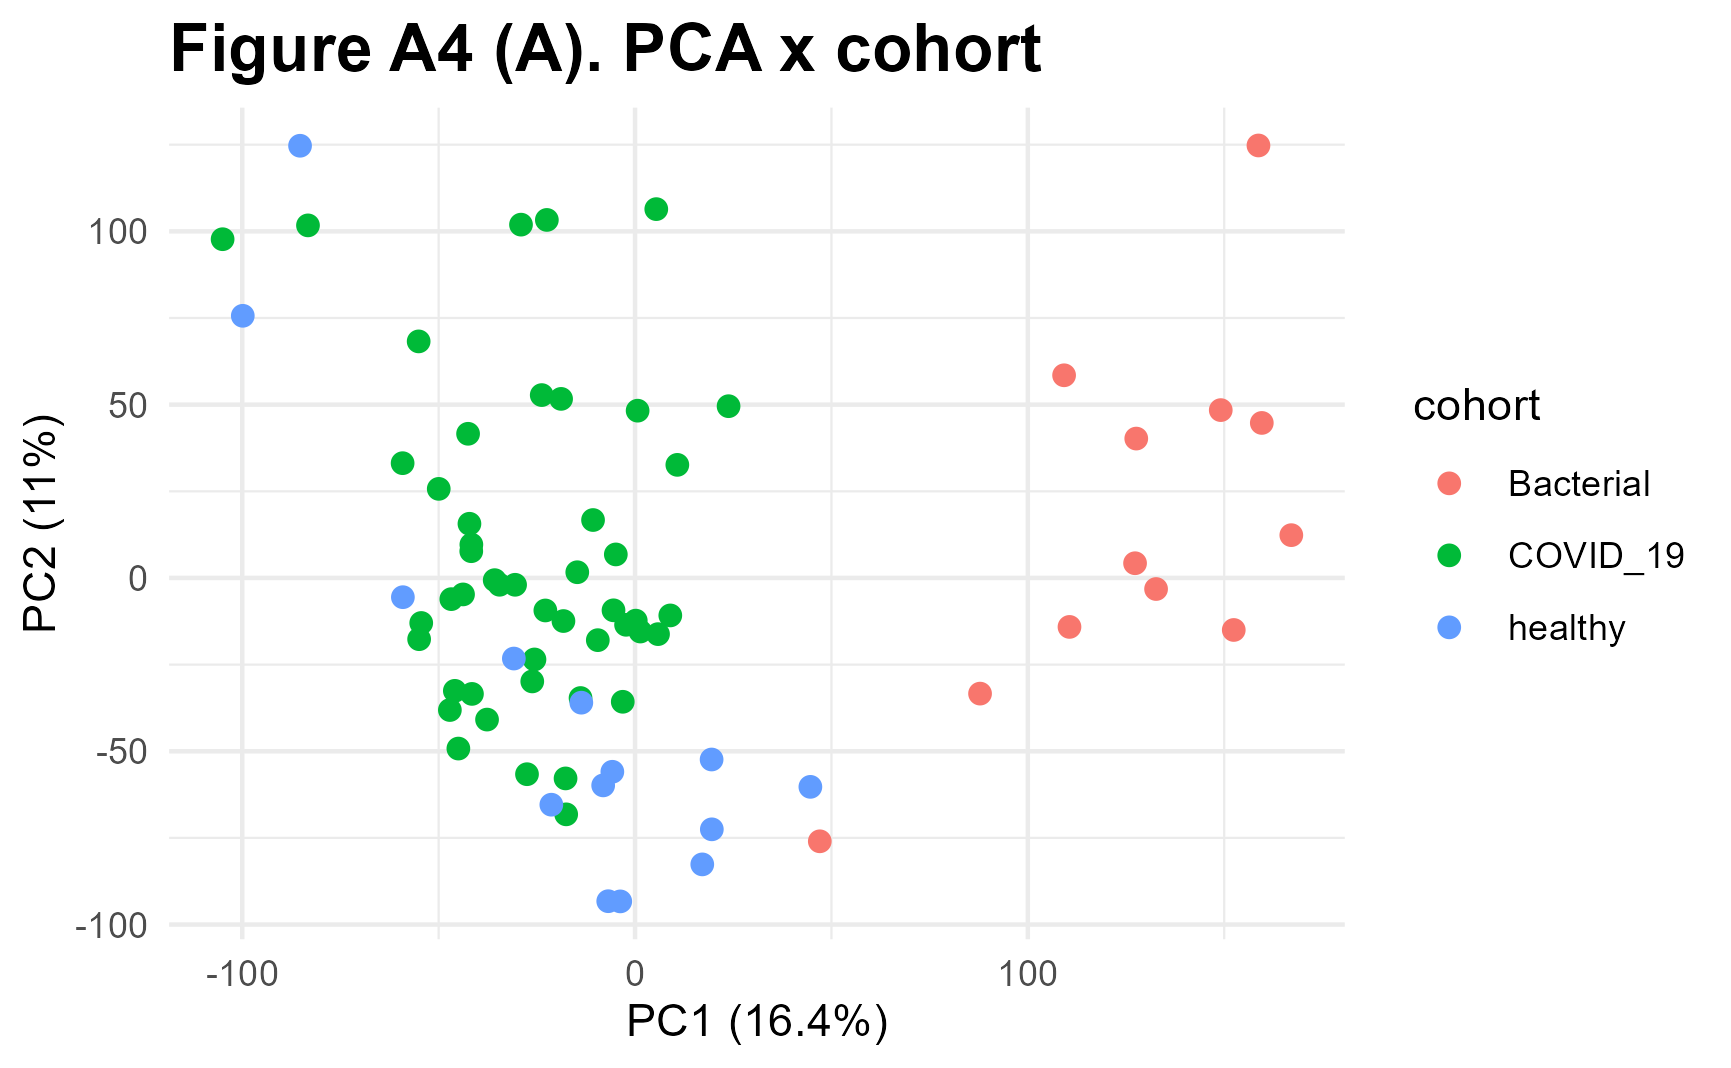 Figure A4 (A). PCA x cohort
100
50
0
-50
-100
PC2 (11%)
-100
0
100
PC1 (16.4%)
cohort
Bacterial
COVID_19
healthy